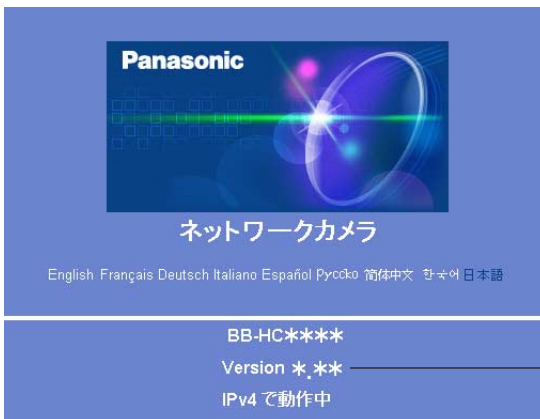 Panasonic
ネットワークカメラ
English Français Deutsch Italiano Español Русско 简体中文 한국어 日本語
BB-HC****
Version *.**
IPv4 で動作中